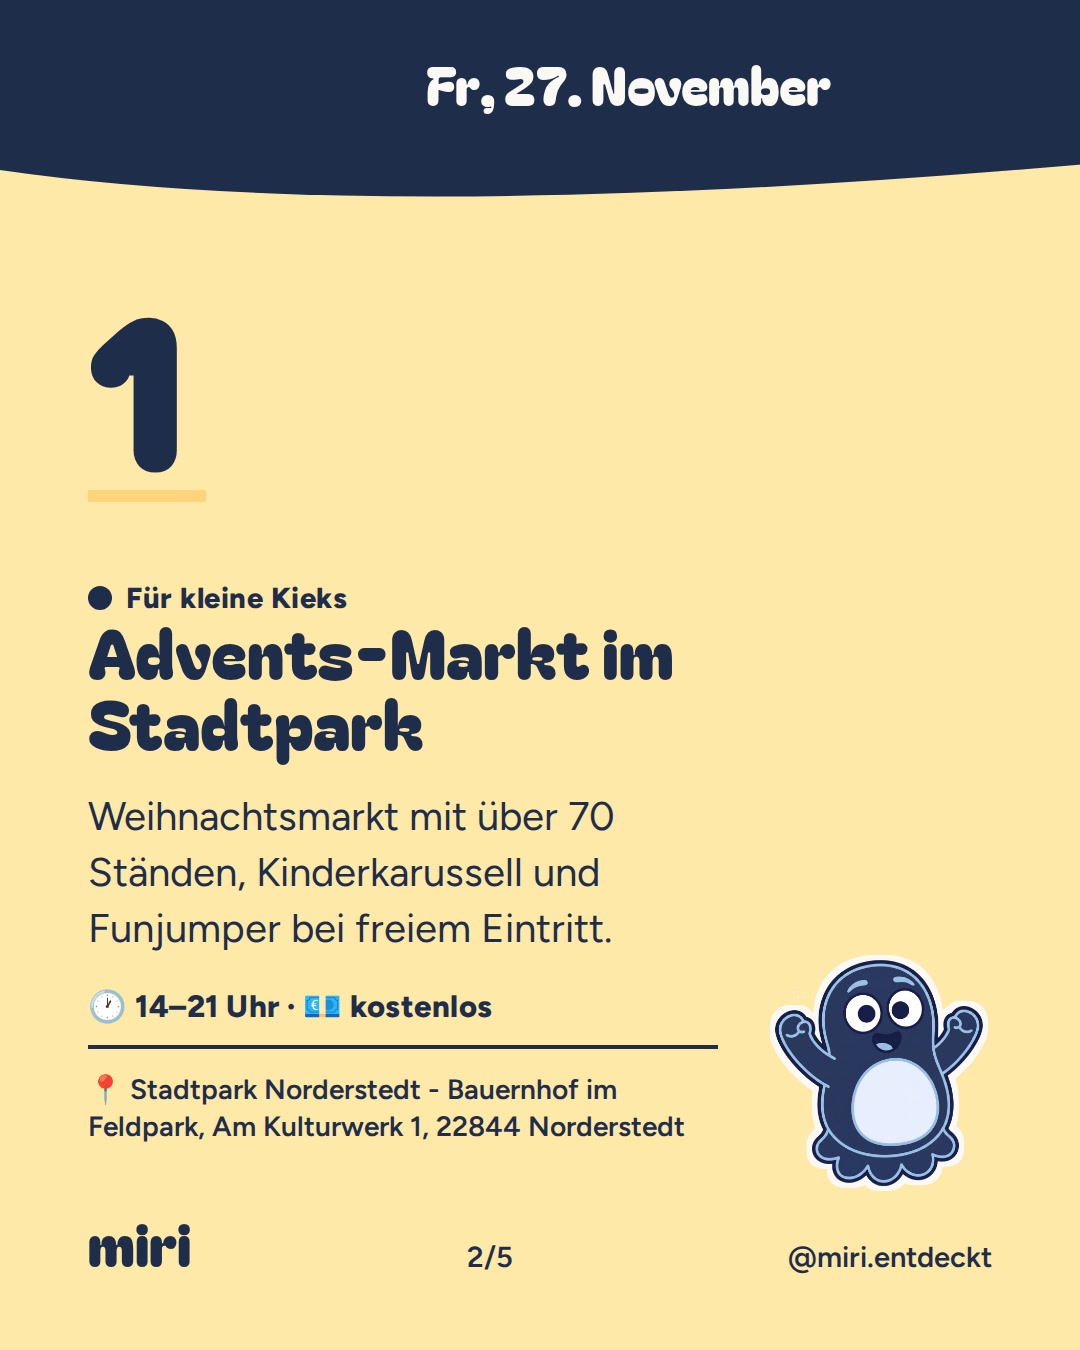 Fr, 27. November
1
Für kleine Kieks
Advents-Markt im
Stadtpark
Weihnachtsmarkt mit über 70
Ständen, Kinderkarussell und
Funjumper bei freiem Eintritt.
🕐 14–21 Uhr · 💶 kostenlos
📍 Stadtpark Norderstedt - Bauernhof im
Feldpark, Am Kulturwerk 1, 22844 Norderstedt
miri
2/5
@miri.entdeckt